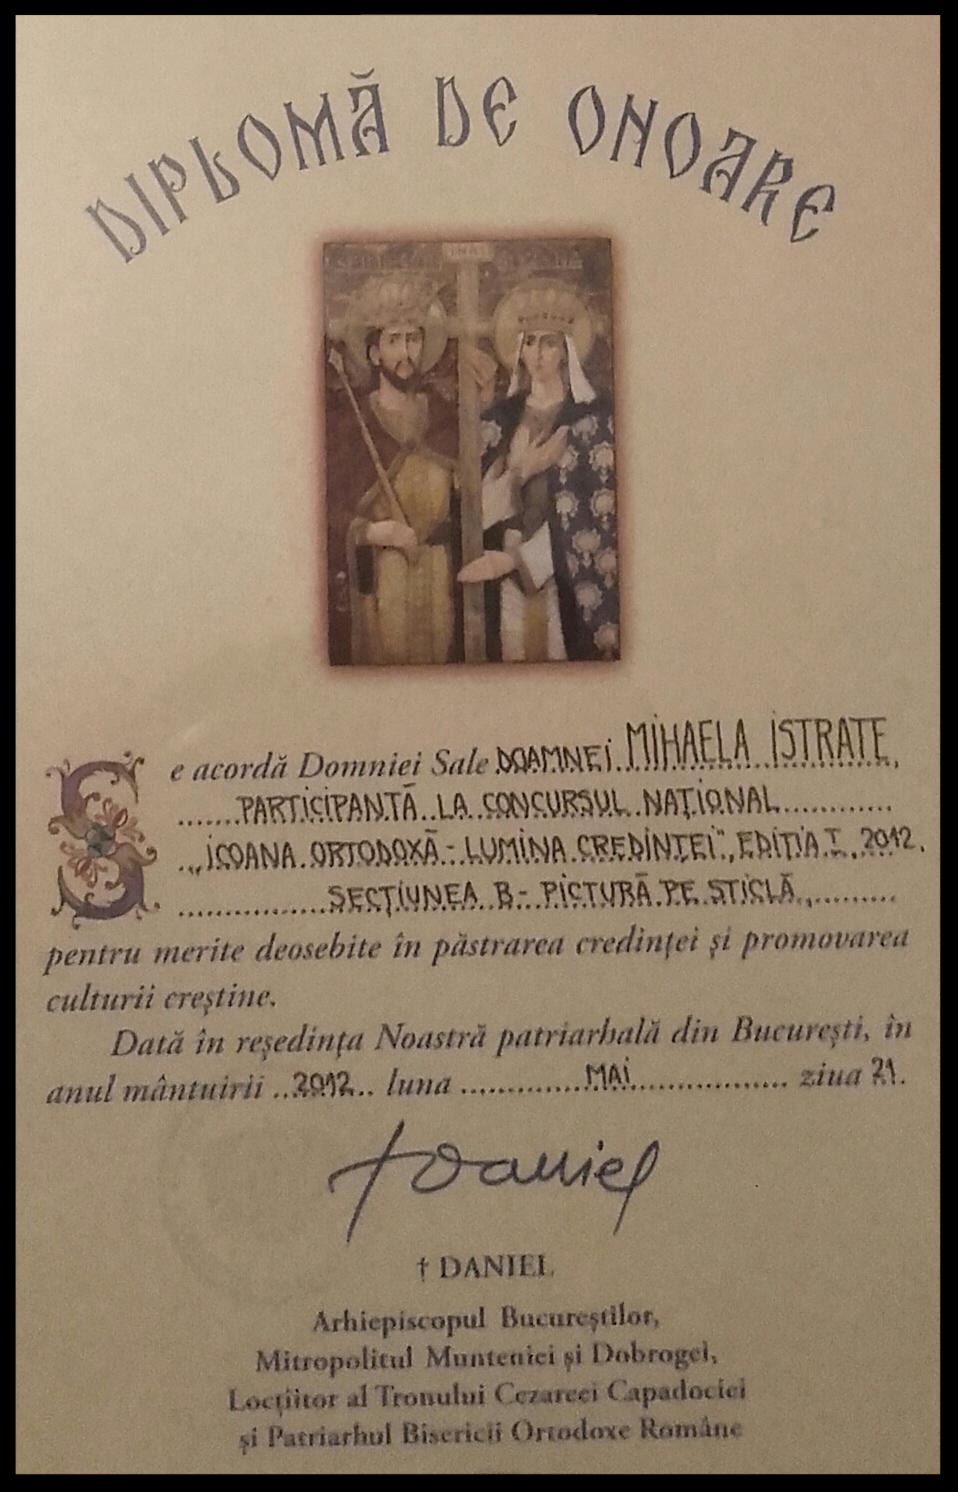 DIPLOMĂ DE ONOARE
INRI
Se acordă Domniei Sale DOAMNEI MIHAELA ISTRATE,
PARTICIPANTĂ LA CONCURSUL NAȚIONAL
„ICOANA ORTODOXĂ - LUMINA CREDINȚEI”, EDIȚIA I, 2012,
SECȚIUNEA B - PICTURĂ PE STICLĂ,
pentru merite deosebite în păstrarea credinței și promovarea
culturii creștine.
Dată în reședința Noastră patriarhală din București, în
anul mântuirii ..2012.. luna ............MAI................ ziua 21.
† Daniel
† DANIEL
Arhiepiscopul Bucureștilor,
Mitropolitul Munteniei și Dobrogei,
Locțiitor al Tronului Cezareei Capadociei
și Patriarhul Bisericii Ortodoxe Române